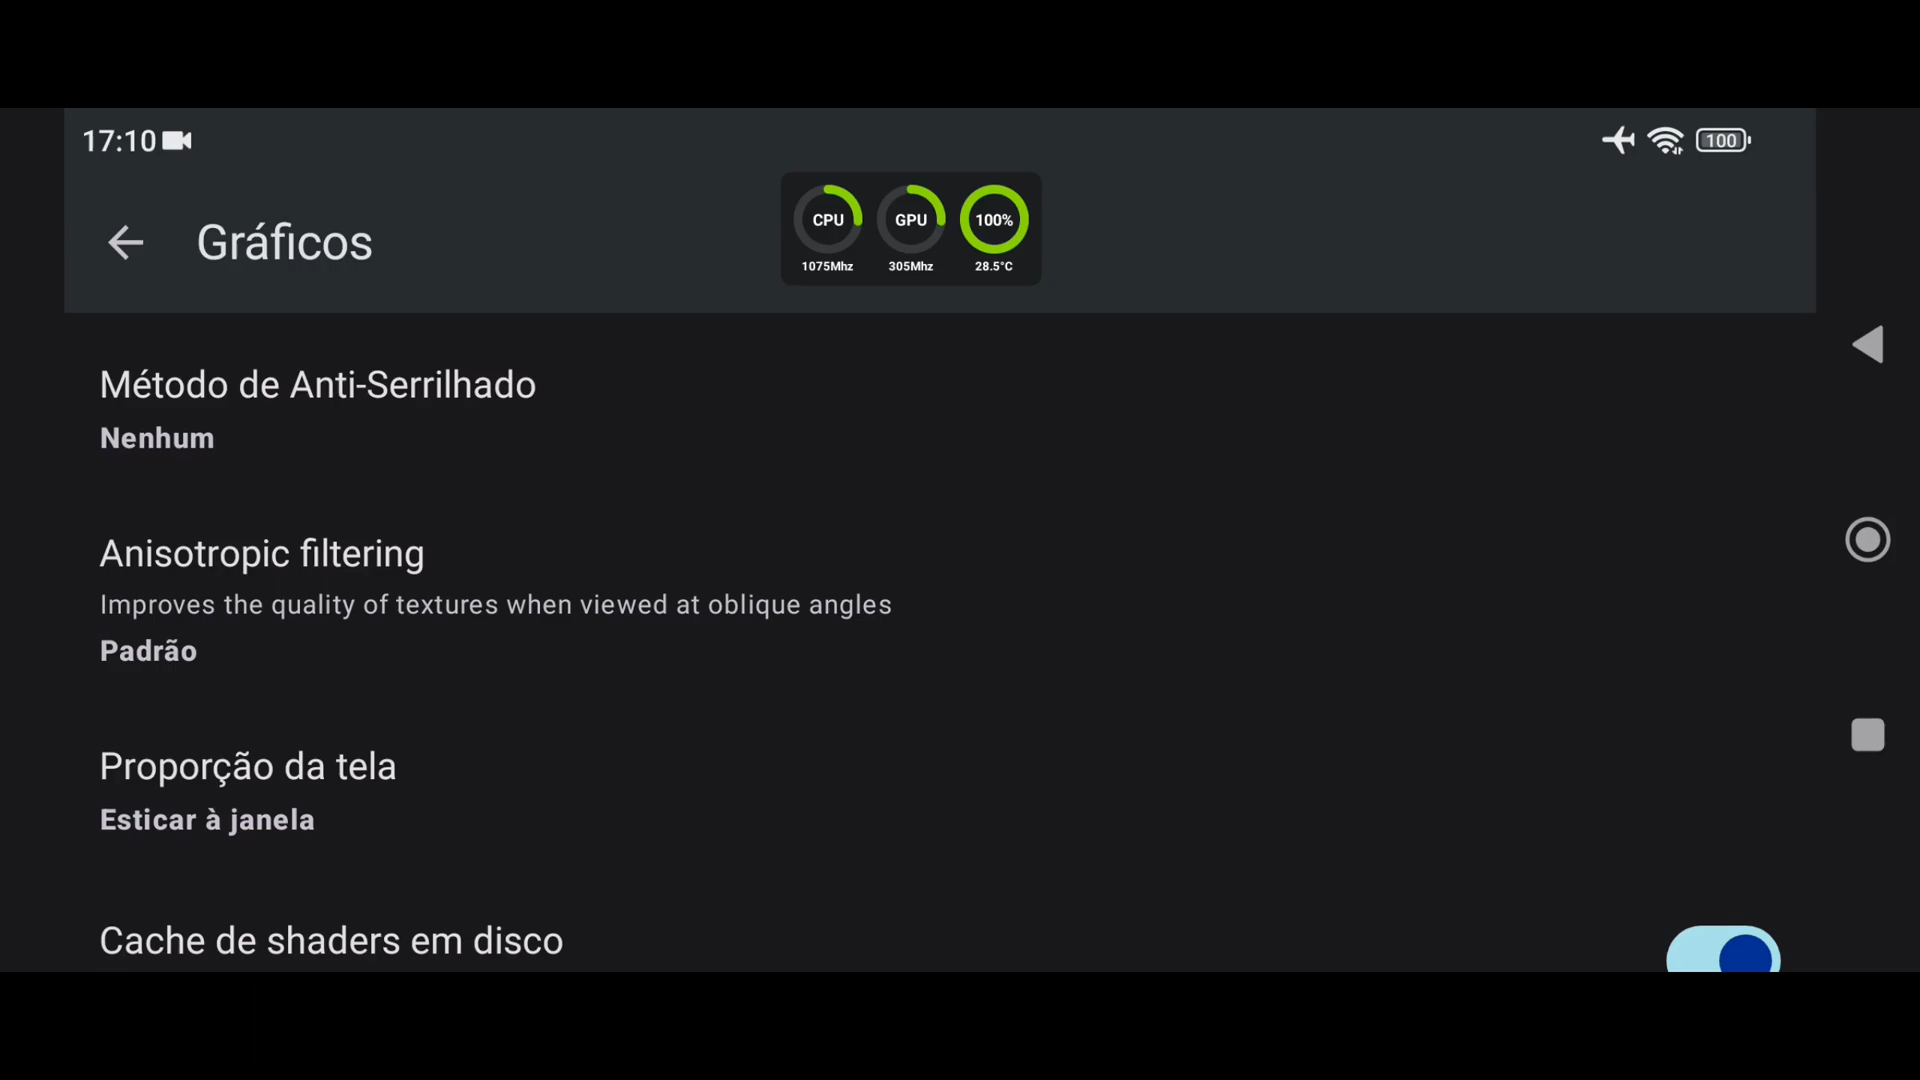 17:10
100
Gráficos
CPU GPU 100%
1075Mhz 305Mhz 28.5°C
Método de Anti-Serrilhado
Nenhum
Anisotropic filtering
Improves the quality of textures when viewed at oblique angles
Padrão
Proporção da tela
Esticar à janela
Cache de shaders em disco